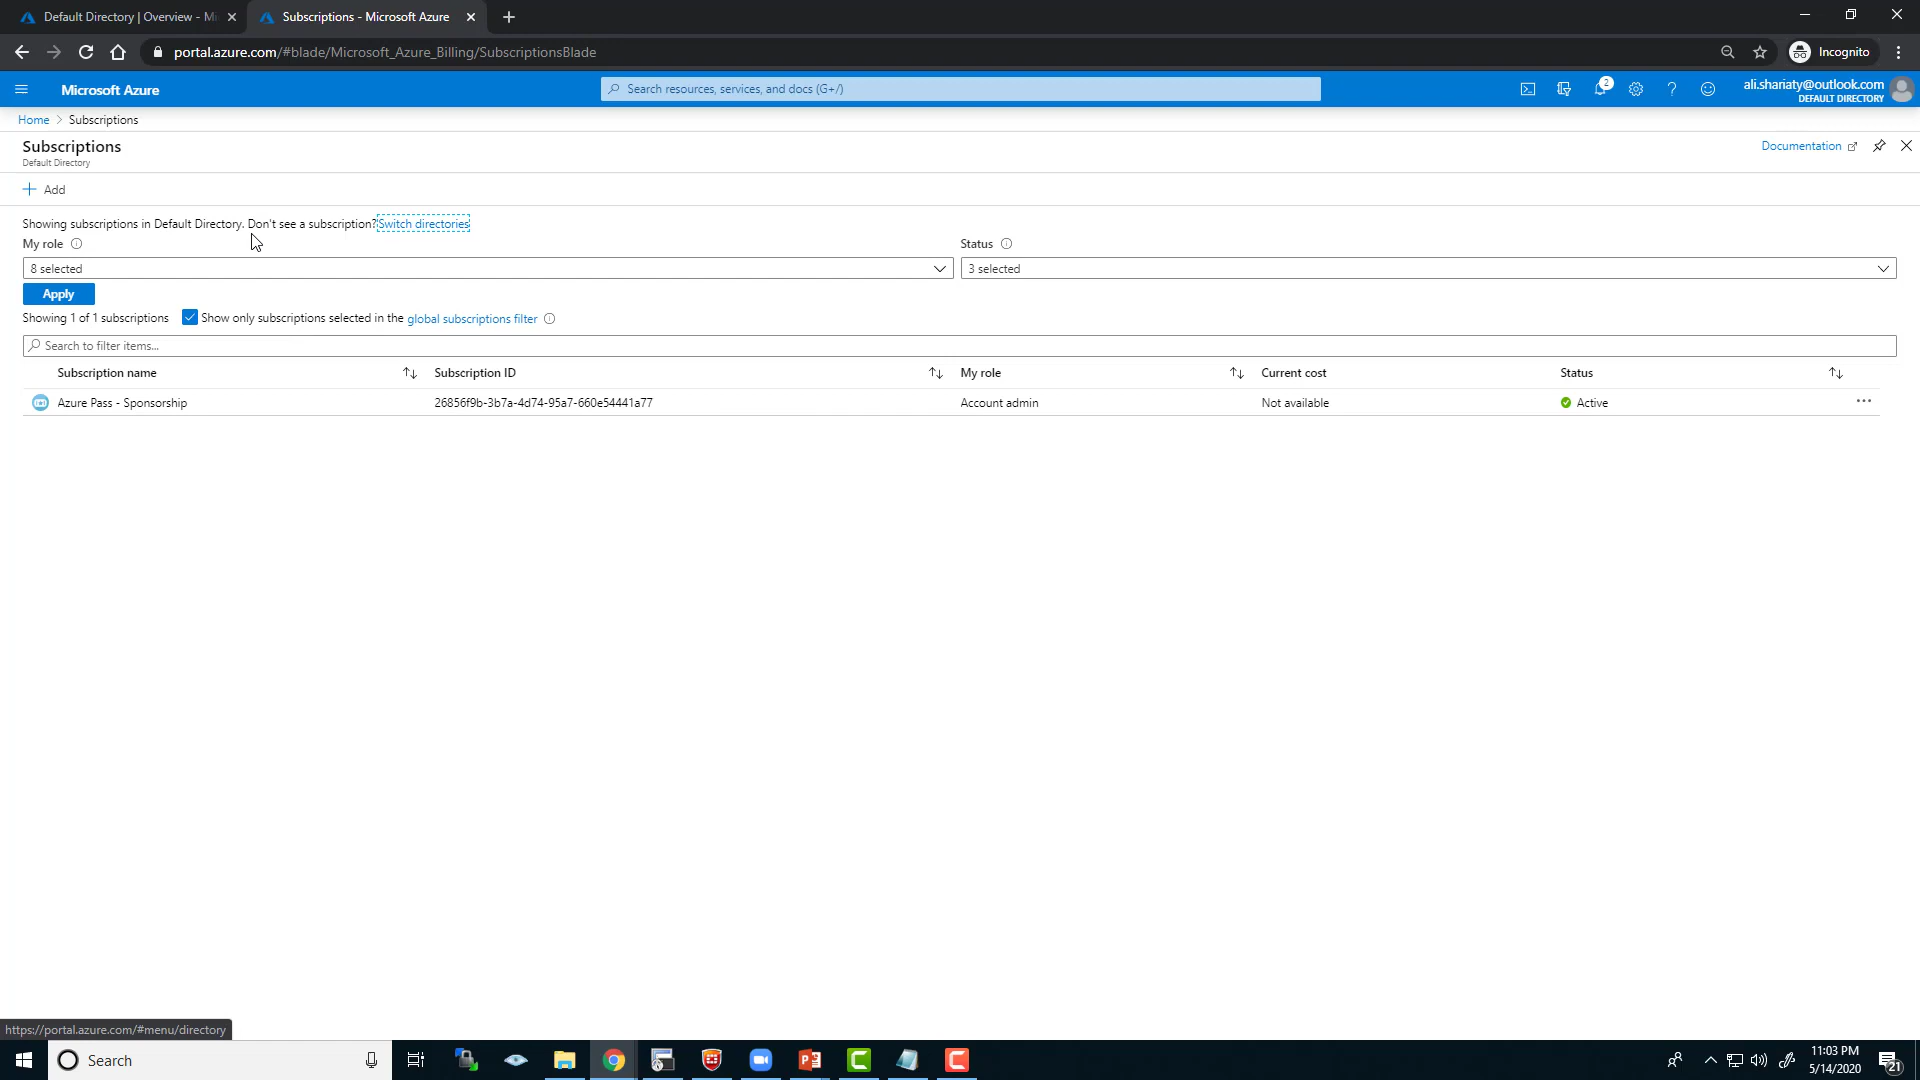 Default Directory | Overview - Mi
Subscriptions - Microsoft Azure
portal.azure.com/#blade/Microsoft_Azure_Billing/SubscriptionsBlade
Incognito
Microsoft Azure
Search resources, services, and docs (G+/)
2
ali.shariaty@outlook.com
DEFAULT DIRECTORY
Home > Subscriptions
Subscriptions
Default Directory
Documentation
Add
Showing subscriptions in Default Directory. Don't see a subscription? Switch directories
My role
Status
8 selected
3 selected
Apply
Showing 1 of 1 subscriptions
Show only subscriptions selected in the global subscriptions filter
Search to filter items...
Subscription name
Subscription ID
My role
Current cost
Status
Azure Pass - Sponsorship
26856f9b-3b7a-4d74-95a7-660e54441a77
Account admin
Not available
Active
https://portal.azure.com/#menu/directory
Search
11:03 PM
5/14/2020
21